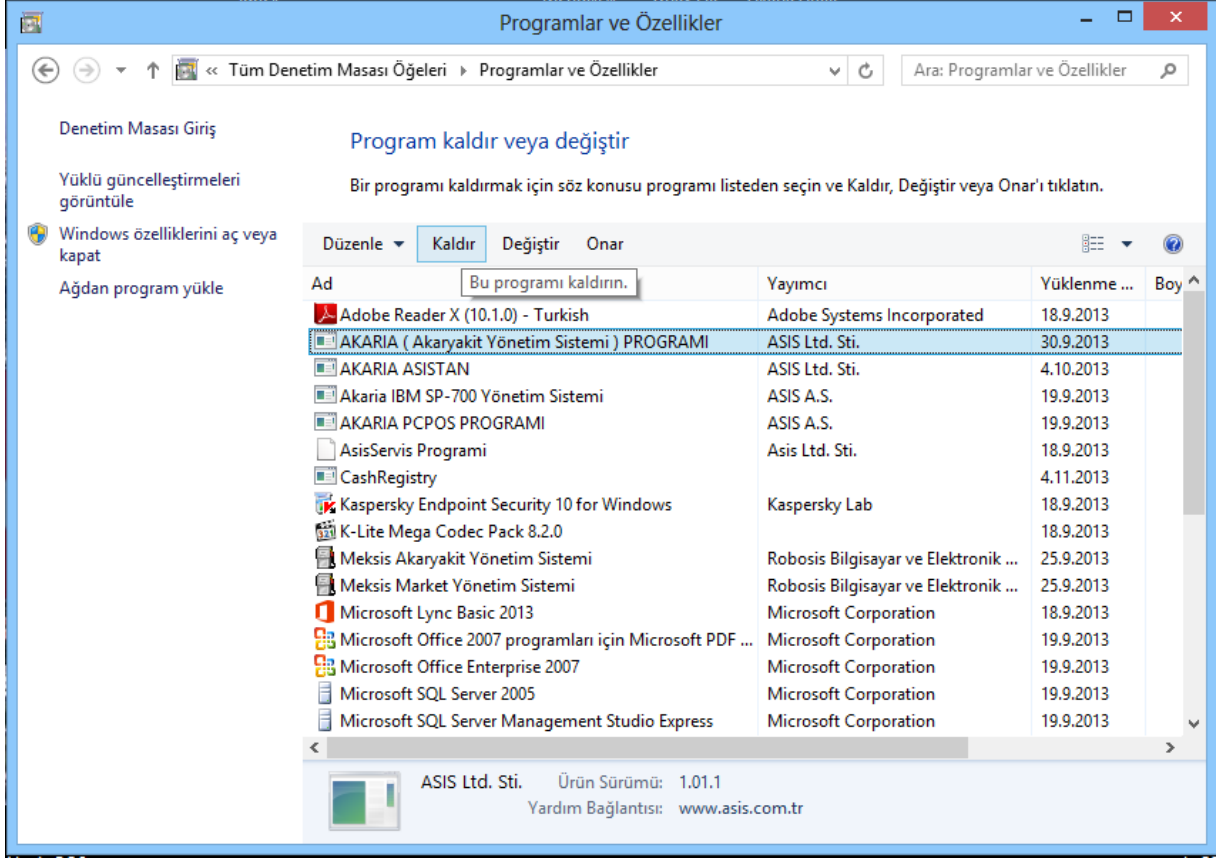 Programlar ve Özellikler
« Tüm Denetim Masası Öğeleri Programlar ve Özellikler
Ara: Programlar ve Özellikler
Denetim Masası Giriş
Yüklü güncelleştirmeleri
görüntüle
Windows özelliklerini aç veya
kapat
Ağdan program yükle
Program kaldır veya değiştir
Bir programı kaldırmak için söz konusu programı listeden seçin ve Kaldır, Değiştir veya Onar'ı tıklatın.
Düzenle Kaldır Değiştir Onar
Bu programı kaldırın.
Ad Yayımcı Yüklenme ... Boy
Adobe Reader X (10.1.0) - Turkish Adobe Systems Incorporated 18.9.2013
AKARIA ( Akaryakit Yönetim Sistemi ) PROGRAMI ASIS Ltd. Sti. 30.9.2013
AKARIA ASISTAN ASIS Ltd. Sti. 4.10.2013
Akaria IBM SP-700 Yönetim Sistemi ASIS A.S. 19.9.2013
AKARIA PCPOS PROGRAMI ASIS A.S. 19.9.2013
AsisServis Programi Asis Ltd. Sti. 18.9.2013
CashRegistry 4.11.2013
Kaspersky Endpoint Security 10 for Windows Kaspersky Lab 18.9.2013
K-Lite Mega Codec Pack 8.2.0 18.9.2013
Meksis Akaryakit Yönetim Sistemi Robosis Bilgisayar ve Elektronik ... 25.9.2013
Meksis Market Yönetim Sistemi Robosis Bilgisayar ve Elektronik ... 25.9.2013
Microsoft Lync Basic 2013 Microsoft Corporation 18.9.2013
Microsoft Office 2007 programları için Microsoft PDF ... Microsoft Corporation 19.9.2013
Microsoft Office Enterprise 2007 Microsoft Corporation 19.9.2013
Microsoft SQL Server 2005 Microsoft Corporation 19.9.2013
Microsoft SQL Server Management Studio Express Microsoft Corporation 19.9.2013
ASIS Ltd. Sti. Ürün Sürümü: 1.01.1
Yardım Bağlantısı: www.asis.com.tr